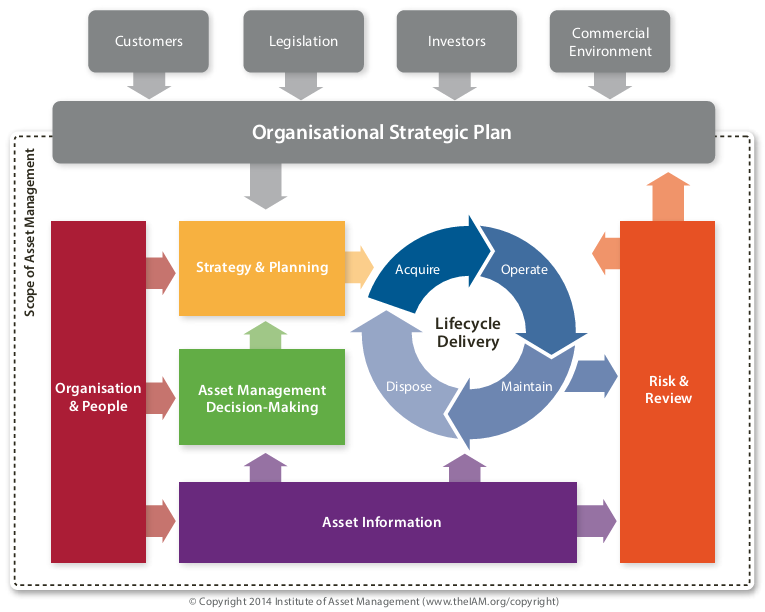 Customers
Legislation
Investors
Commercial
Environment
Organisational Strategic Plan
Scope of Asset Management
Strategy & Planning
Acquire
Operate
Lifecycle
Delivery
Organisation
& People
Asset Management
Decision-Making
Dispose
Maintain
Risk &
Review
Asset Information
© Copyright 2014 Institute of Asset Management (www.theIAM.org/copyright)